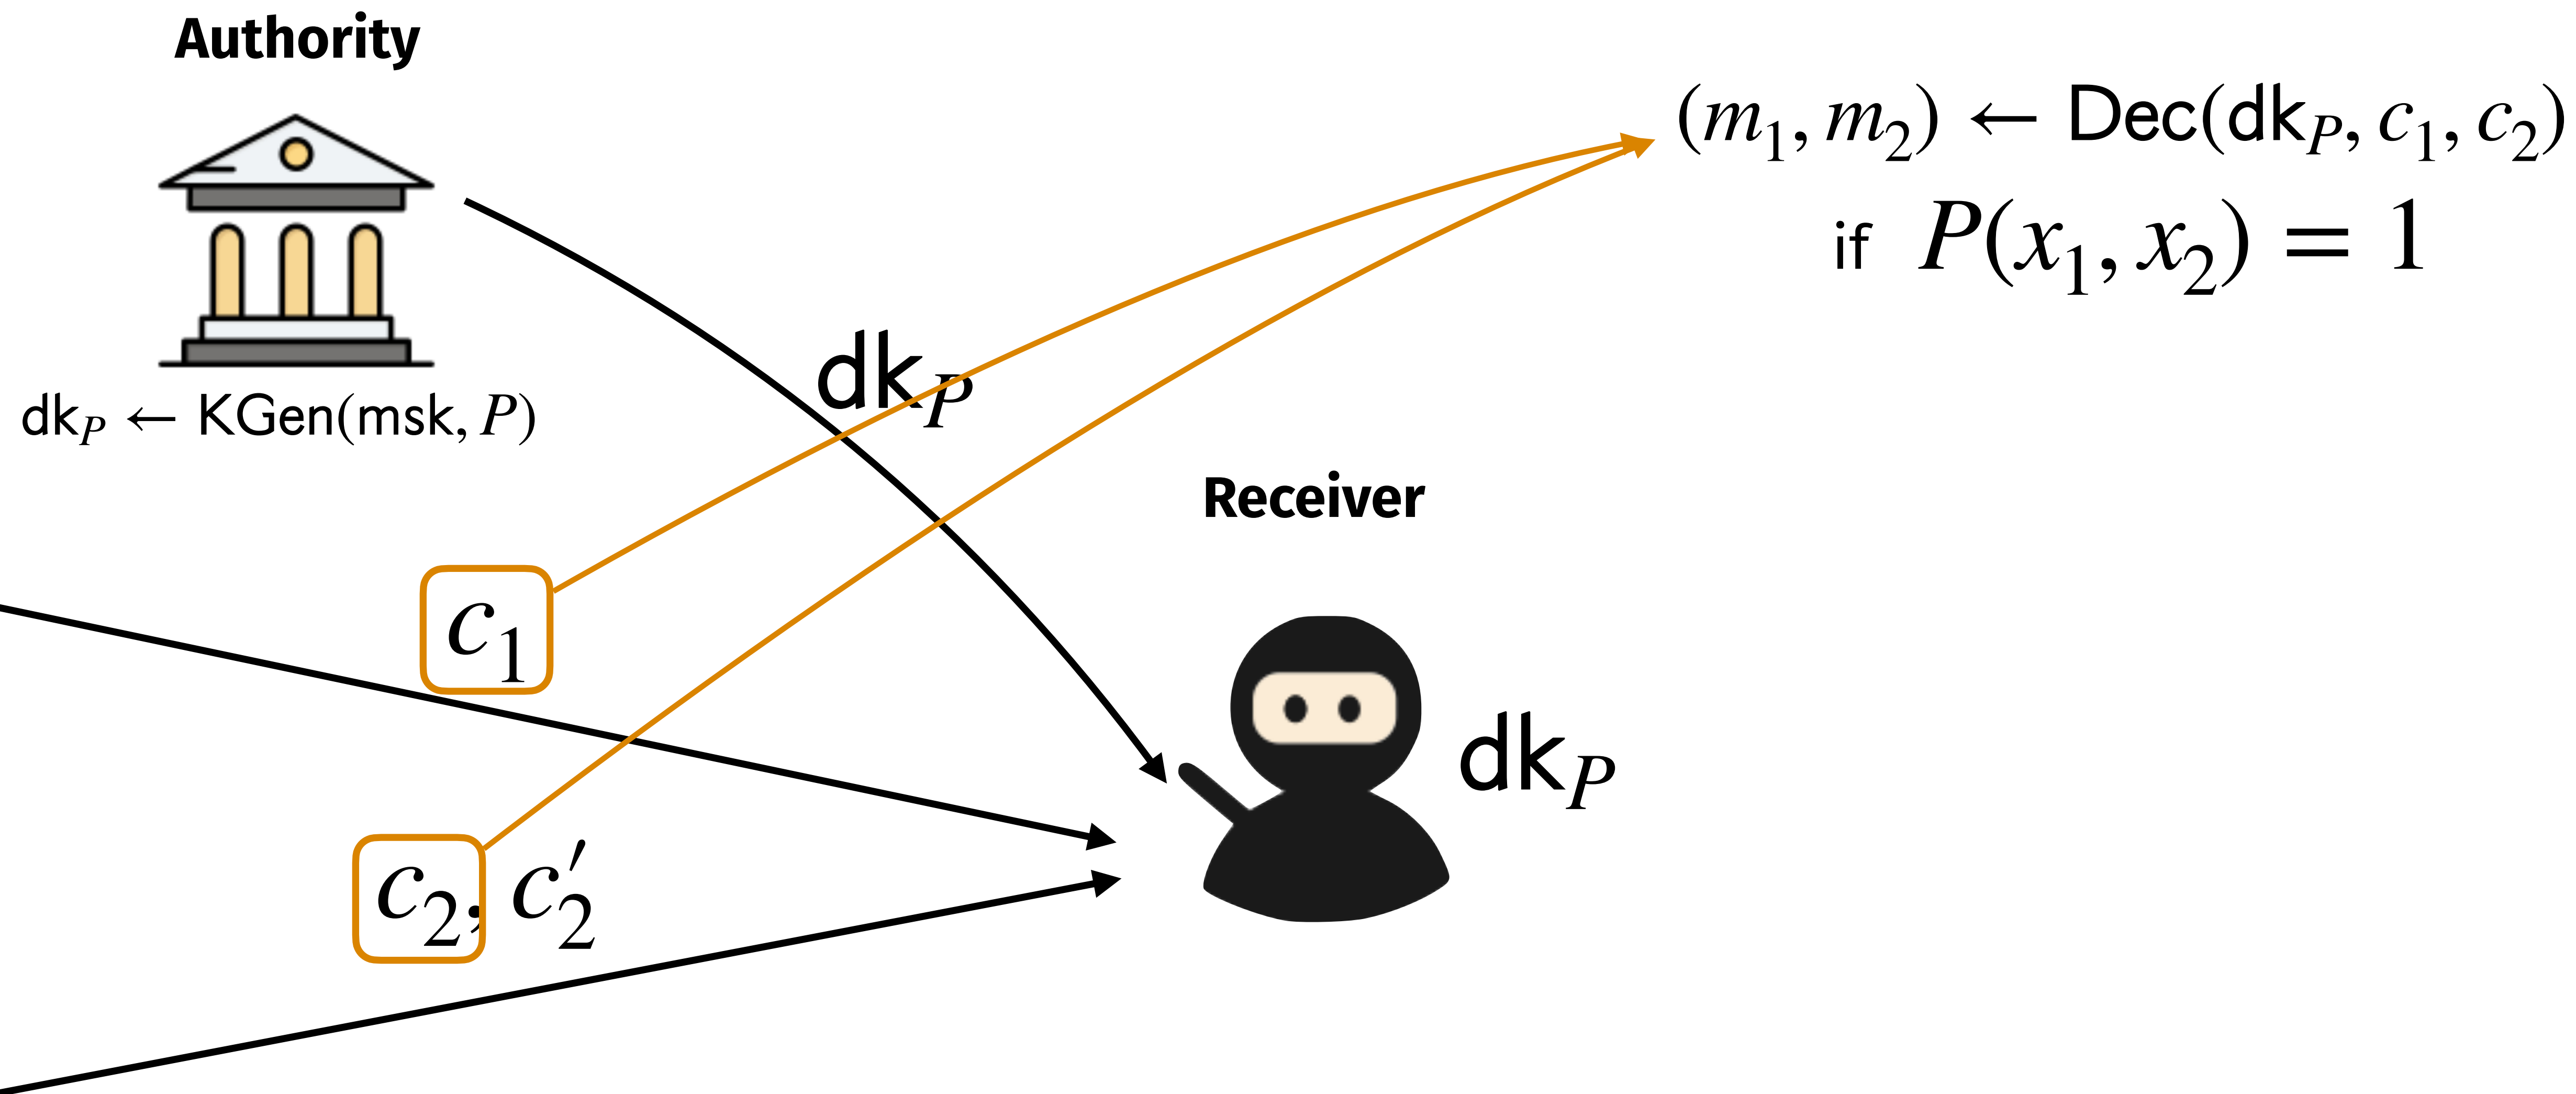 Authority
(m₁, m₂) ← Dec(dk_P, c₁, c₂)
if P(x₁, x₂) = 1
dk_P
dk_P ← KGen(msk, P)
Receiver
c₁
dk_P
c₂, c₂′